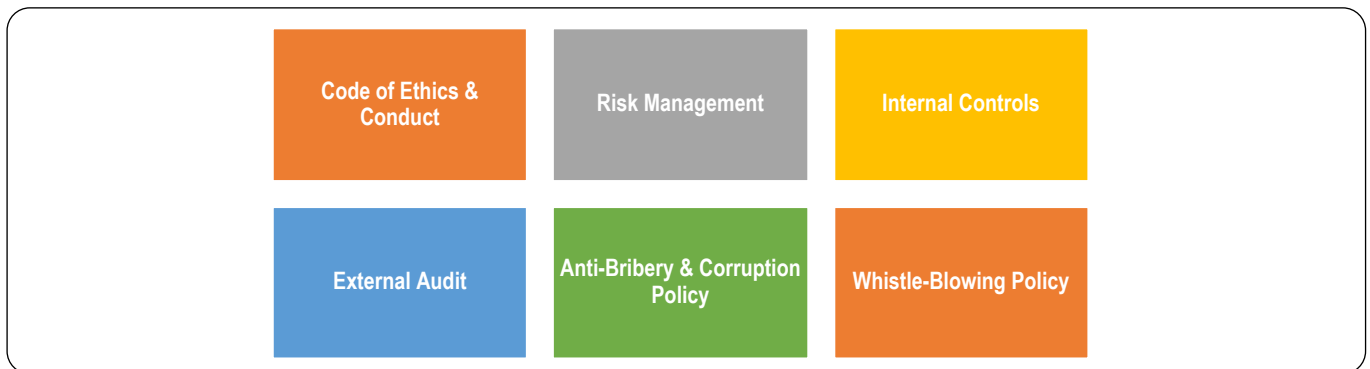 Code of Ethics &
Conduct
Risk Management
Internal Controls
External Audit
Anti-Bribery & Corruption
Policy
Whistle-Blowing Policy